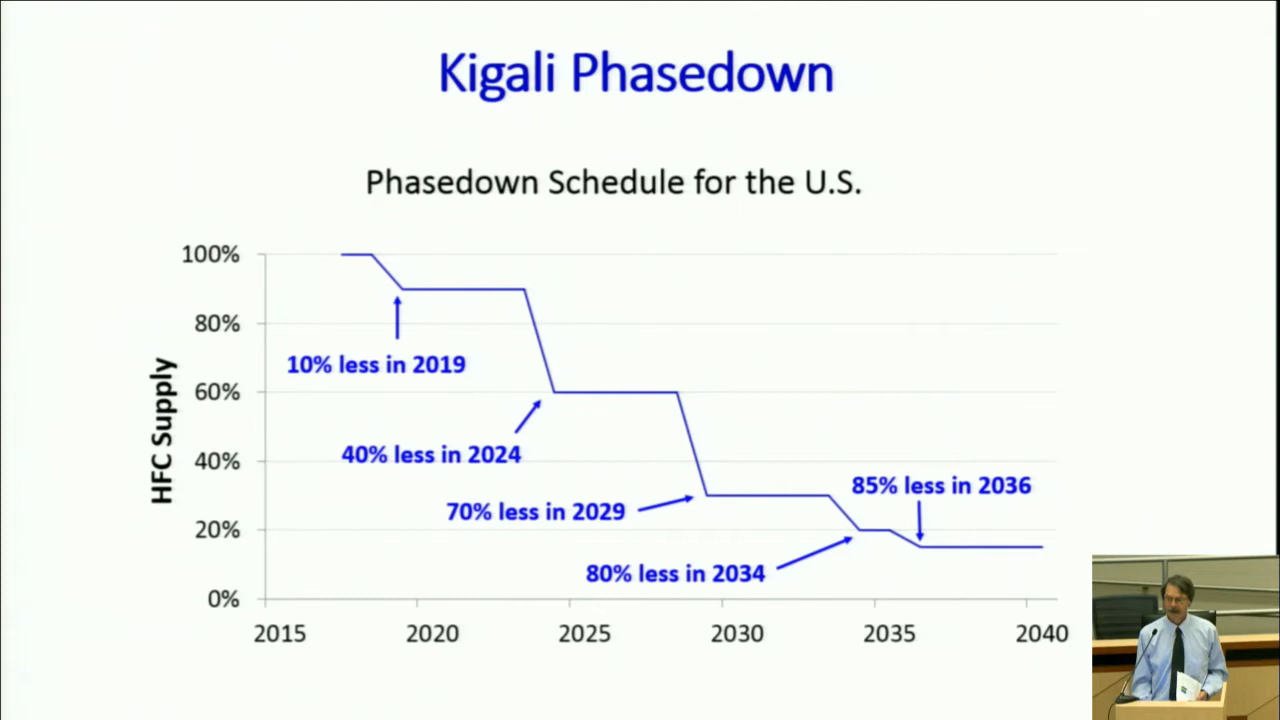 Kigali Phasedown
Phasedown Schedule for the U.S.
HFC Supply
100%
80%
60%
40%
20%
0%
10% less in 2019
40% less in 2024
70% less in 2029
80% less in 2034
85% less in 2036
2015 2020 2025 2030 2035 2040